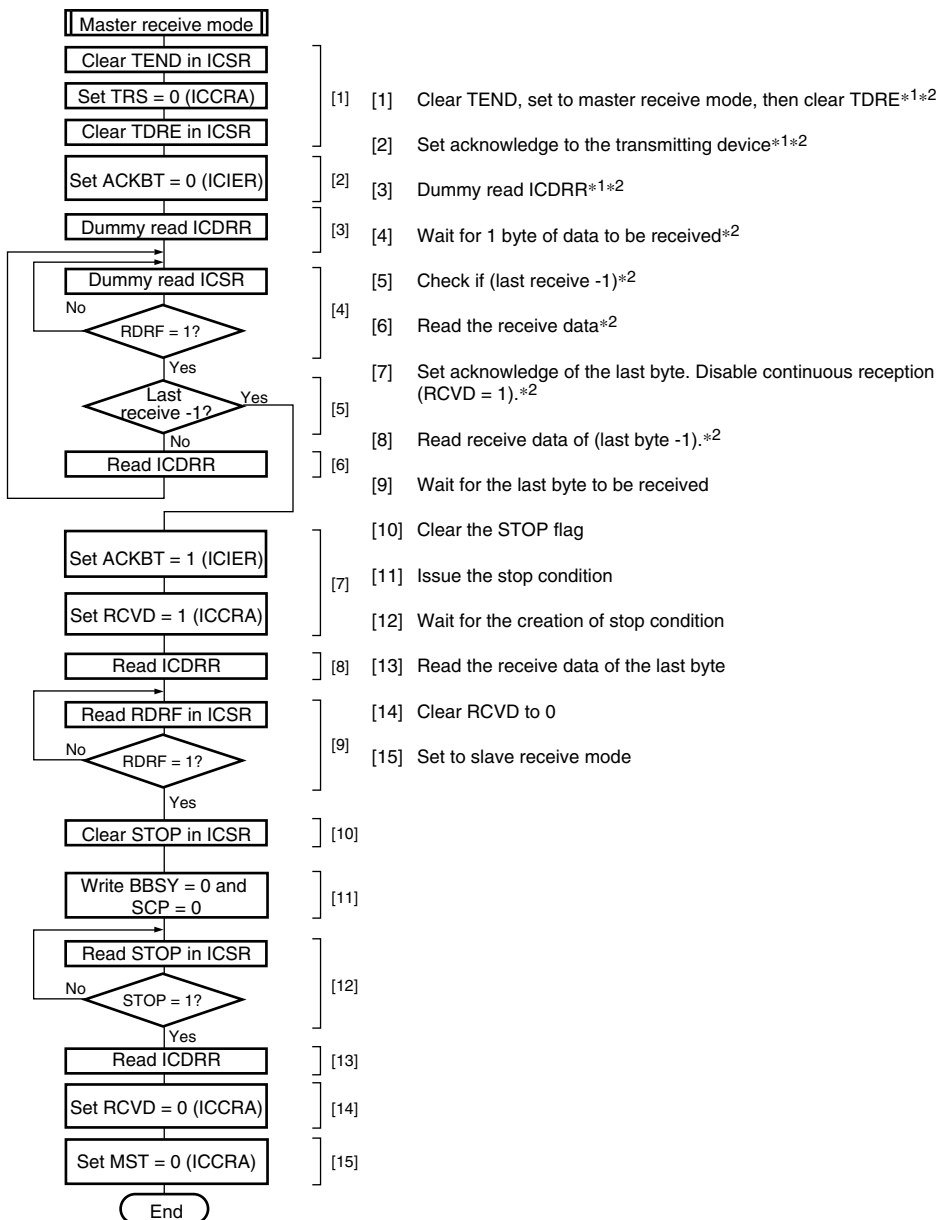 Master receive mode
Clear TEND in ICSR
Set TRS = 0 (ICCRA)
Clear TDRE in ICSR
[1]
Set ACKBT = 0 (ICIER)
[2]
Dummy read ICDRR
[3]
Dummy read ICSR
No
RDRF = 1?
[4]
Yes
Last
receive -1?
Yes
[5]
No
Read ICDRR
[6]
Set ACKBT = 1 (ICIER)
Set RCVD = 1 (ICCRA)
[7]
Read ICDRR
[8]
Read RDRF in ICSR
No
RDRF = 1?
[9]
Yes
Clear STOP in ICSR
[10]
Write BBSY = 0 and
SCP = 0
[11]
Read STOP in ICSR
No
STOP = 1?
[12]
Yes
Read ICDRR
[13]
Set RCVD = 0 (ICCRA)
[14]
Set MST = 0 (ICCRA)
[15]
End
[1] Clear TEND, set to master receive mode, then clear TDRE*1*2
[2] Set acknowledge to the transmitting device*1*2
[3] Dummy read ICDRR*1*2
[4] Wait for 1 byte of data to be received*2
[5] Check if (last receive -1)*2
[6] Read the receive data*2
[7] Set acknowledge of the last byte. Disable continuous reception
(RCVD = 1).*2
[8] Read receive data of (last byte -1).*2
[9] Wait for the last byte to be received
[10] Clear the STOP flag
[11] Issue the stop condition
[12] Wait for the creation of stop condition
[13] Read the receive data of the last byte
[14] Clear RCVD to 0
[15] Set to slave receive mode